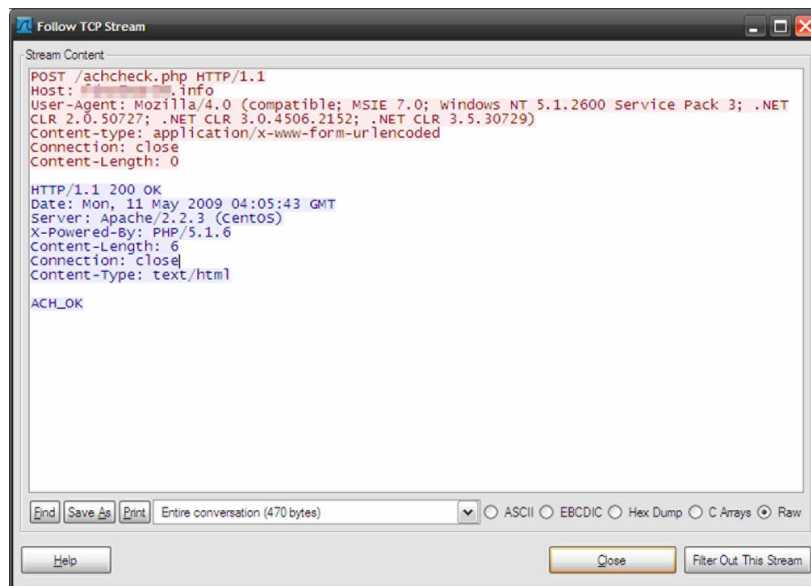 Follow TCP Stream
Stream Content
POST /achcheck.php HTTP/1.1
Host: .info
User-Agent: Mozilla/4.0 (compatible; MSIE 7.0; Windows NT 5.1.2600 Service Pack 3; .NET
CLR 2.0.50727; .NET CLR 3.0.4506.2152; .NET CLR 3.5.30729)
Content-type: application/x-www-form-urlencoded
Connection: close
Content-Length: 0
HTTP/1.1 200 OK
Date: Mon, 11 May 2009 04:05:43 GMT
Server: Apache/2.2.3 (CentOS)
X-Powered-By: PHP/5.1.6
Content-Length: 6
Connection: close
Content-Type: text/html
ACH_OK
Find Save As Print Entire conversation (470 bytes) ASCII EBCDIC Hex Dump C Arrays Raw
Help Close Filter Out This Stream